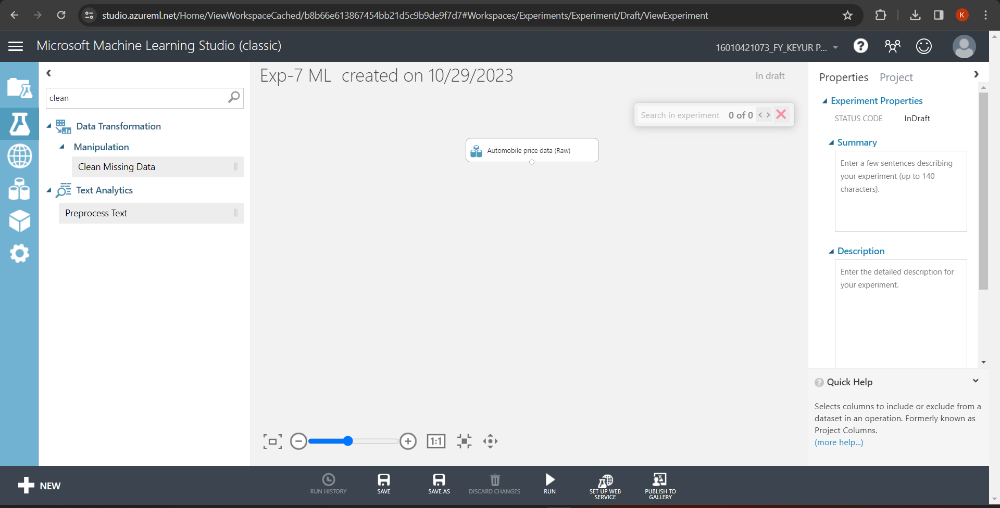 studio.azureml.net/Home/ViewWorkspaceCached/b8b66e613867454bb21d5c9b9de9f7d7#Workspaces/Experiments/Experiment/Draft/ViewExperiment
K
Microsoft Machine Learning Studio (classic)
16010421073_FY_KEYUR P...
?
clean
Data Transformation
Manipulation
Clean Missing Data
Text Analytics
Preprocess Text
Exp-7 ML  created on 10/29/2023
In draft
Search in experiment 0 of 0 < >
Automobile price data (Raw)
1:1
Properties Project
Experiment Properties
STATUS CODE InDraft
Summary
Enter a few sentences describing
your experiment (up to 140
characters).
Description
Enter the detailed description for
your experiment.
? Quick Help
Selects columns to include or exclude from a
dataset in an operation. Formerly known as
Project Columns.
(more help...)
NEW
RUN HISTORY
SAVE
SAVE AS
DISCARD CHANGES
RUN
SET UP WEB
SERVICE
PUBLISH TO
GALLERY